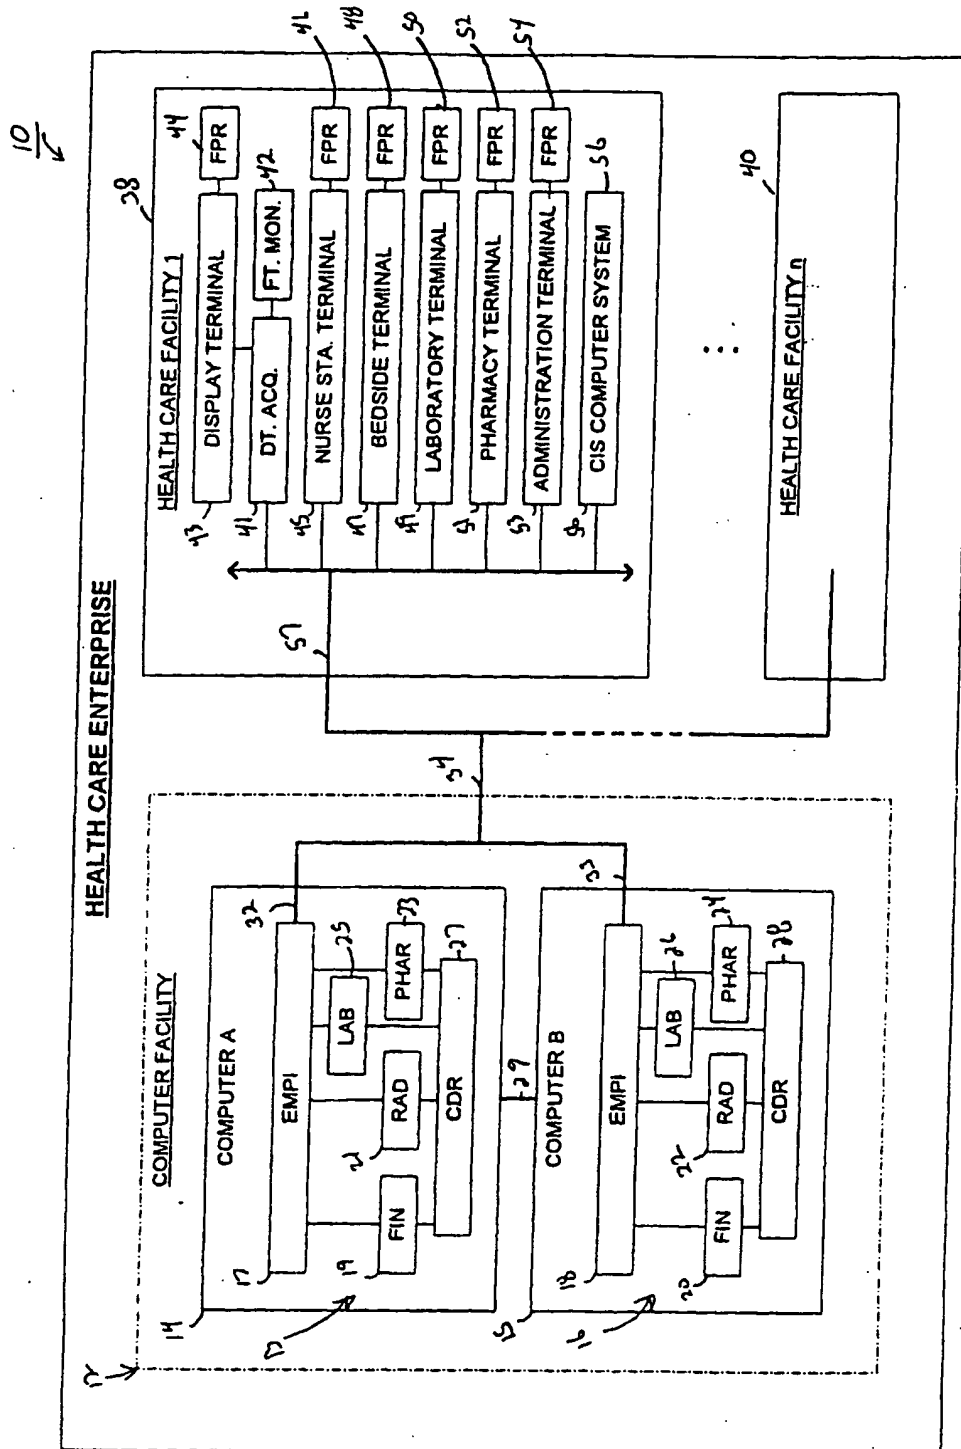 10
HEALTH CARE ENTERPRISE
12
COMPUTER FACILITY
14
COMPUTER A
17
EMPI
32
LAB
25
FIN
19
RAD
21
PHAR
23
CDR
27
29
15
COMPUTER B
16
18
EMPI
33
LAB
26
FIN
20
RAD
22
PHAR
24
CDR
28
34
38
HEALTH CARE FACILITY 1
43
DISPLAY TERMINAL
FPR
44
41
DT. ACQ.
FT. MON.
42
45
NURSE STA. TERMINAL
FPR
47
BEDSIDE TERMINAL
FPR
48
49
LABORATORY TERMINAL
FPR
50
PHARMACY TERMINAL
FPR
52
53
ADMINISTRATION TERMINAL
FPR
54
CIS COMPUTER SYSTEM
56
57
40
HEALTH CARE FACILITY n